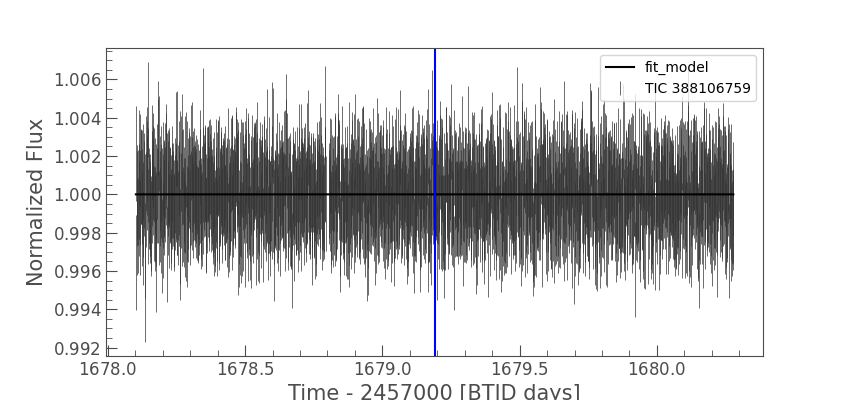 1.006
1.004
1.002
1.000
0.998
0.996
0.994
0.992
Normalized Flux
fit_model
TIC 388106759
1678.0 1678.5 1679.0 1679.5 1680.0
Time - 2457000 [BTJD days]